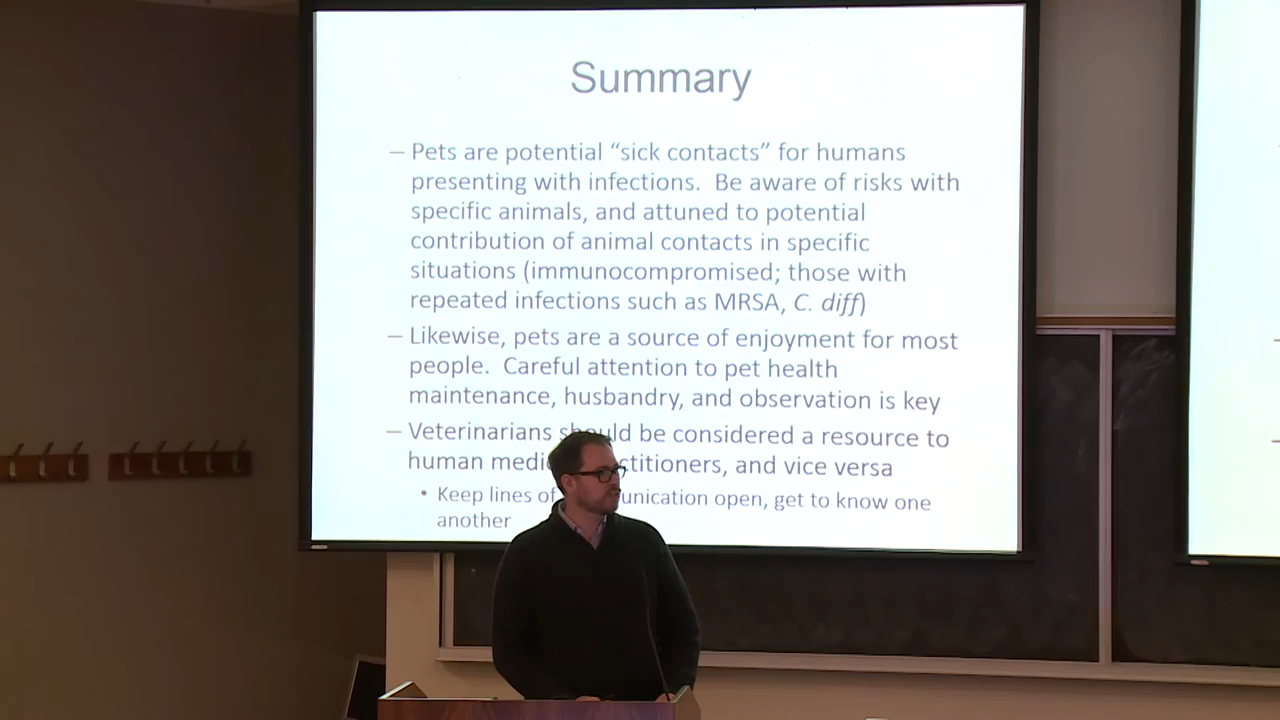 Summary
– Pets are potential “sick contacts” for humans
presenting with infections. Be aware of risks with
specific animals, and attuned to potential
contribution of animal contacts in specific
situations (immunocompromised; those with
repeated infections such as MRSA, C. diff)
– Likewise, pets are a source of enjoyment for most
people. Careful attention to pet health
maintenance, husbandry, and observation is key
– Veterinarians should be considered a resource to
human and vice versa
• Keep lines of open, get to know one
another